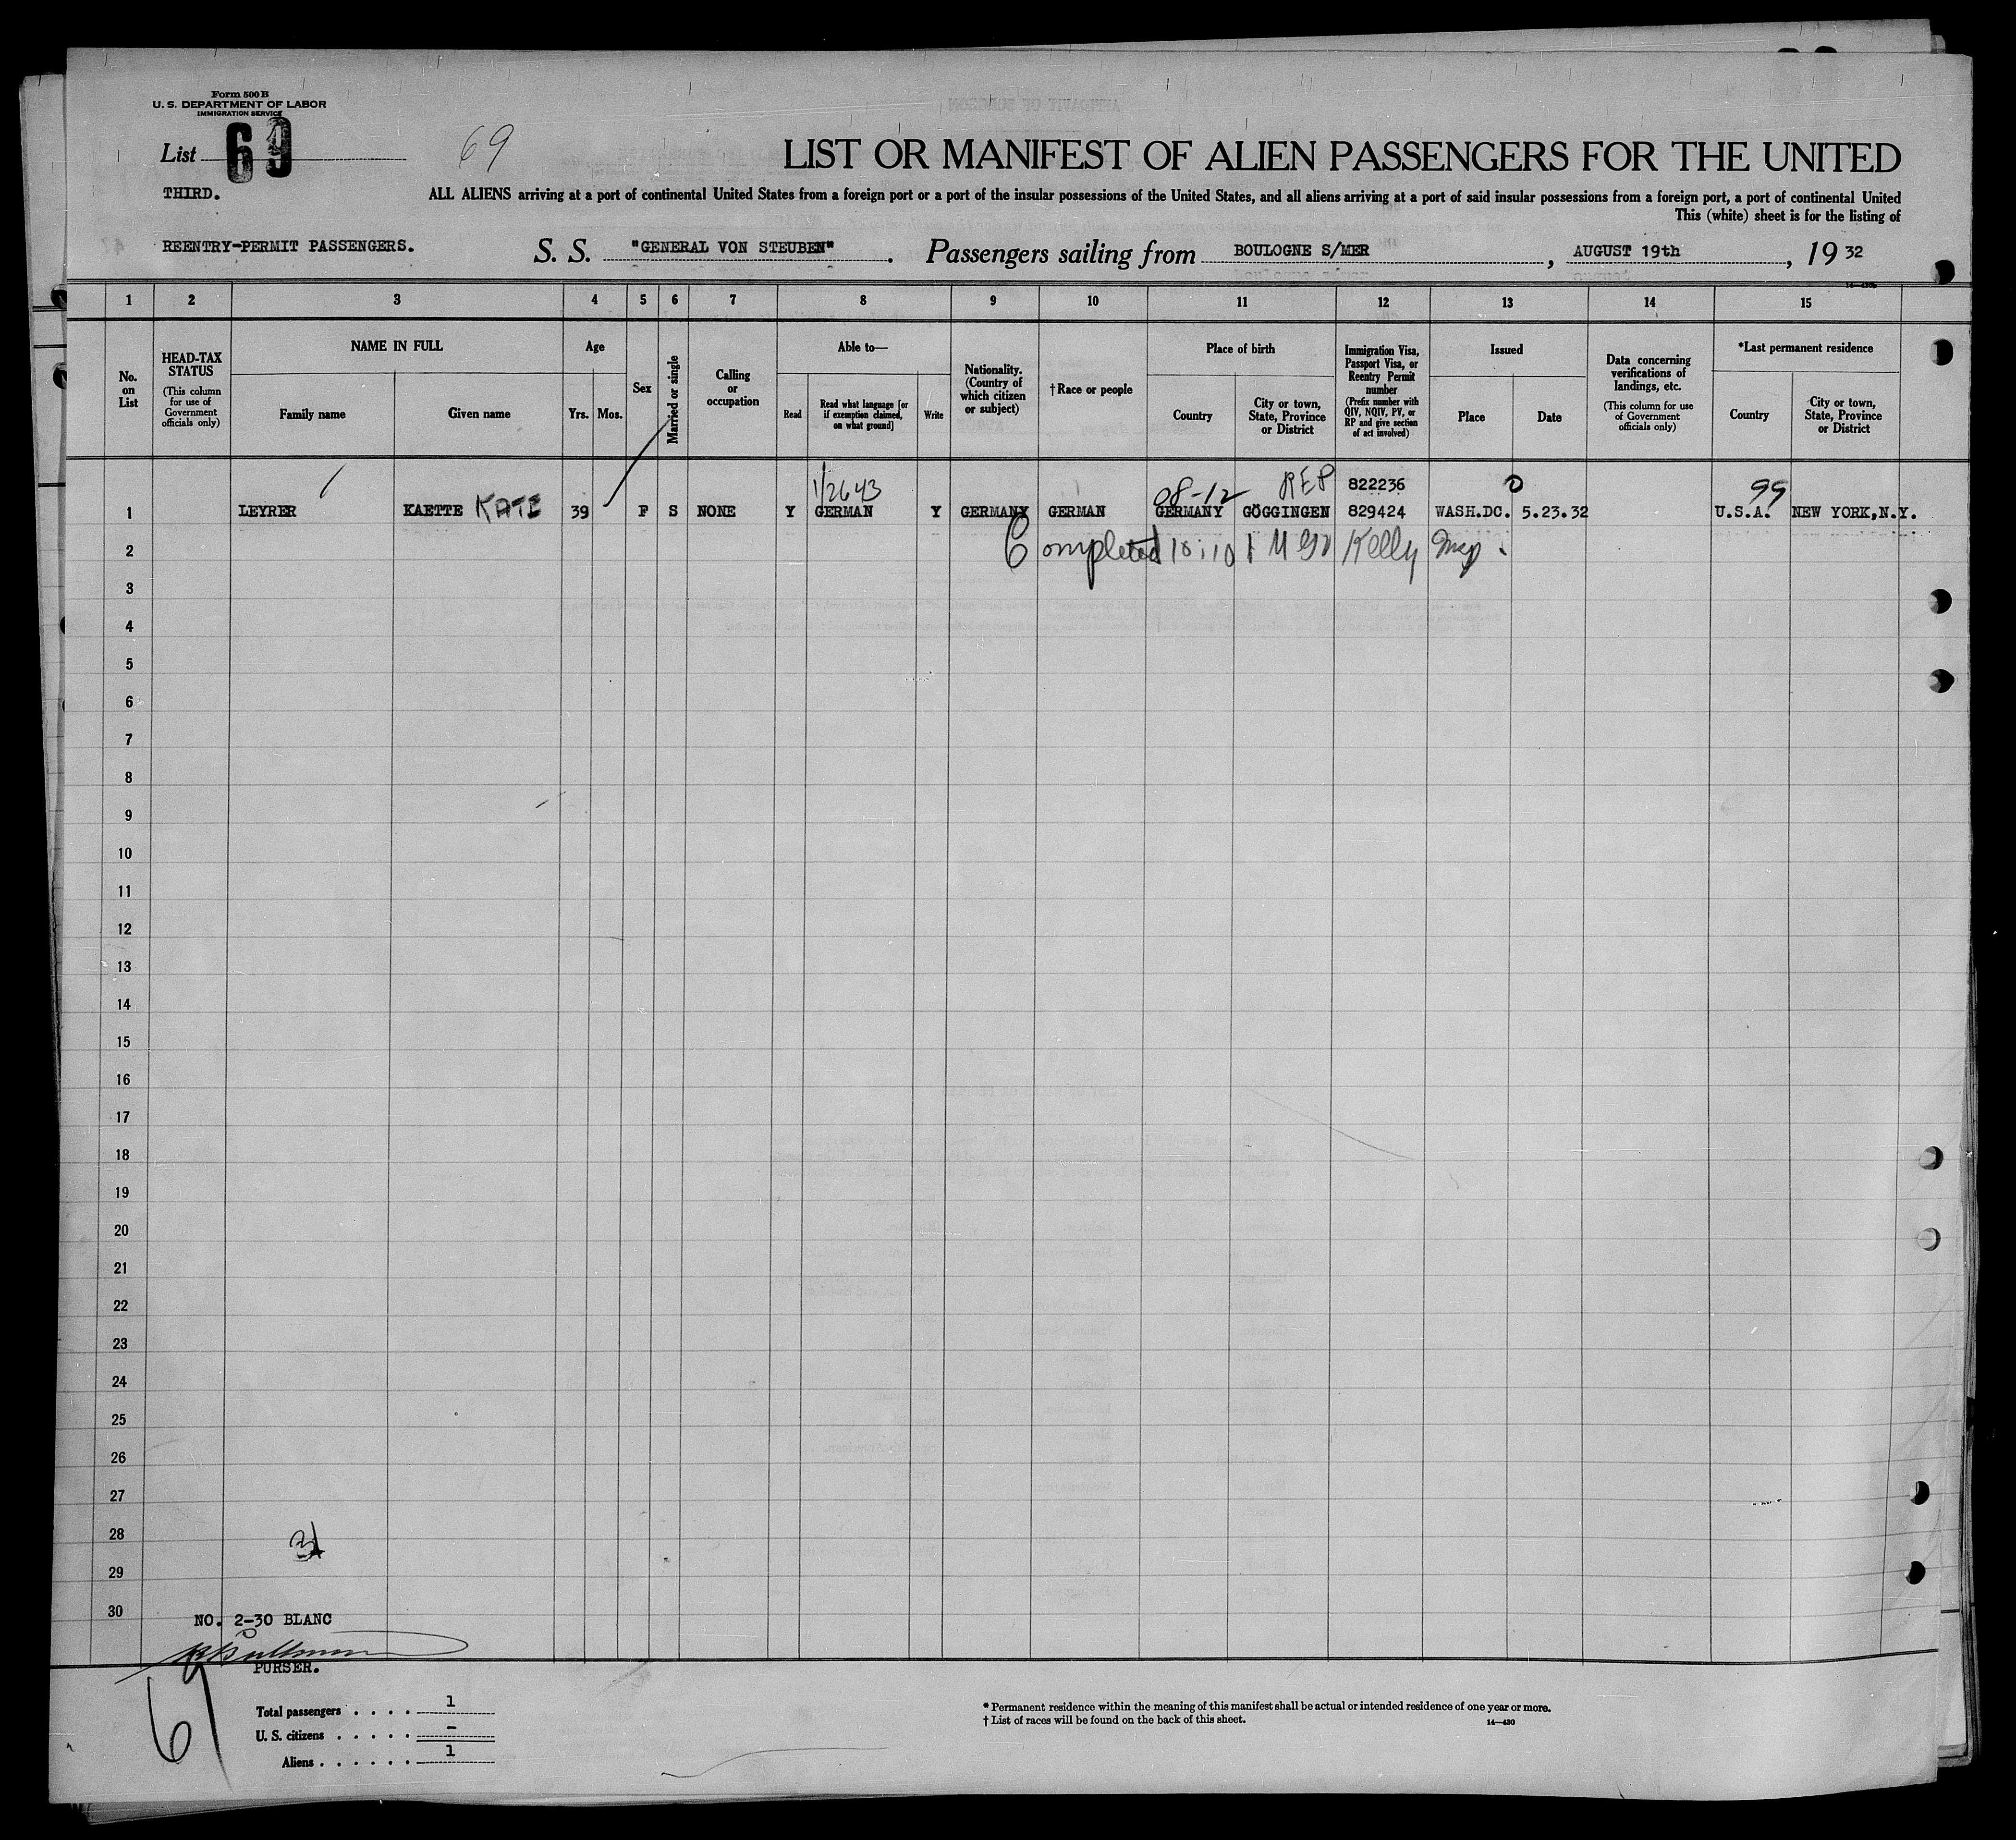 Form 500 B
U. S. DEPARTMENT OF LABOR
IMMIGRATION SERVICE
List 69
69
THIRD.
LIST OR MANIFEST OF ALIEN PASSENGERS FOR THE UNITED
ALL ALIENS arriving at a port of continental United States from a foreign port or a port of the insular possessions of the United States, and all aliens arriving at a port of said insular possessions from a foreign port, a port of continental United
This (white) sheet is for the listing of
REENTRY-PERMIT PASSENGERS. S. S. "GENERAL VON STEUBEN". Passengers sailing from BOULOGNE S/MER, AUGUST 19th, 19 32
1 2 3 4 5 6 7 8 9 10 11 12 13 14 15
No. on List
HEAD-TAX STATUS (This column for use of Government officials only)
NAME IN FULL
Family name
Given name
Age
Yrs. Mos.
Sex
Married or single
Calling or occupation
Able to—
Read
Read what language [or if exemption claimed, on what ground]
Write
Nationality. (Country of which citizen or subject)
† Race or people
Place of birth
Country
City or town, State, Province or District
Immigration Visa, Passport Visa, or Reentry Permit number (Prefix number with QIV, NQIV, PV, or RP and give section of act involved)
Issued
Place
Date
Data concerning verifications of landings, etc. (This column for use of Government officials only)
*Last permanent residence
Country
City or town, State, Province or District
1/2643 08-12 REP 822236 99
1 LEYRER KAETTE KATE 39 F S NONE Y GERMAN Y GERMANY GERMAN GERMANY GÖGGINGEN 829424 WASH.DC. 5.23.32 U.S.A. NEW YORK,N.Y.
2 Completed Kelly Insp.
3
4
5
6
7
8
9
10
11
12
13
14
15
16
17
18
19
20
21
22
23
24
25
26
27
28
29
30
NO. 2-30 BLANC
PURSER.
Total passengers . . . . 1
U. S. citizens . . . . . –
Aliens . . . . . . 1
* Permanent residence within the meaning of this manifest shall be actual or intended residence of one year or more.
† List of races will be found on the back of this sheet.
14—430